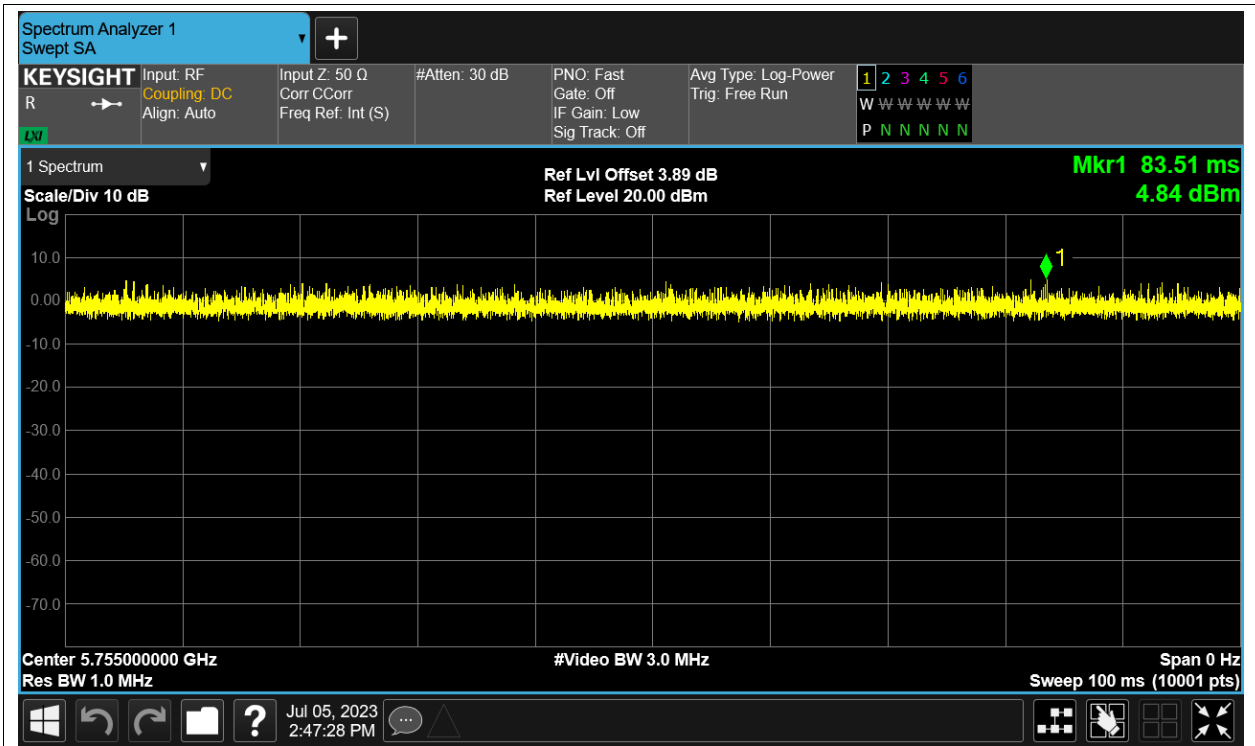 Spectrum Analyzer 1
Swept SA
KEYSIGHT
R
LXI
Input: RF
Coupling: DC
Align: Auto
Input Z: 50 Ω
Corr CCorr
Freq Ref: Int (S)
#Atten: 30 dB
PNO: Fast
Gate: Off
IF Gain: Low
Sig Track: Off
Avg Type: Log-Power
Trig: Free Run
1 2 3 4 5 6
W W W W W W
P N N N N N
1 Spectrum
Scale/Div 10 dB
Log
Ref Lvl Offset 3.89 dB
Ref Level 20.00 dBm
Mkr1 83.51 ms
4.84 dBm
1
10.0
0.00
-10.0
-20.0
-30.0
-40.0
-50.0
-60.0
-70.0
Center 5.755000000 GHz
Res BW 1.0 MHz
#Video BW 3.0 MHz
Span 0 Hz
Sweep 100 ms (10001 pts)
?
Jul 05, 2023
2:47:28 PM